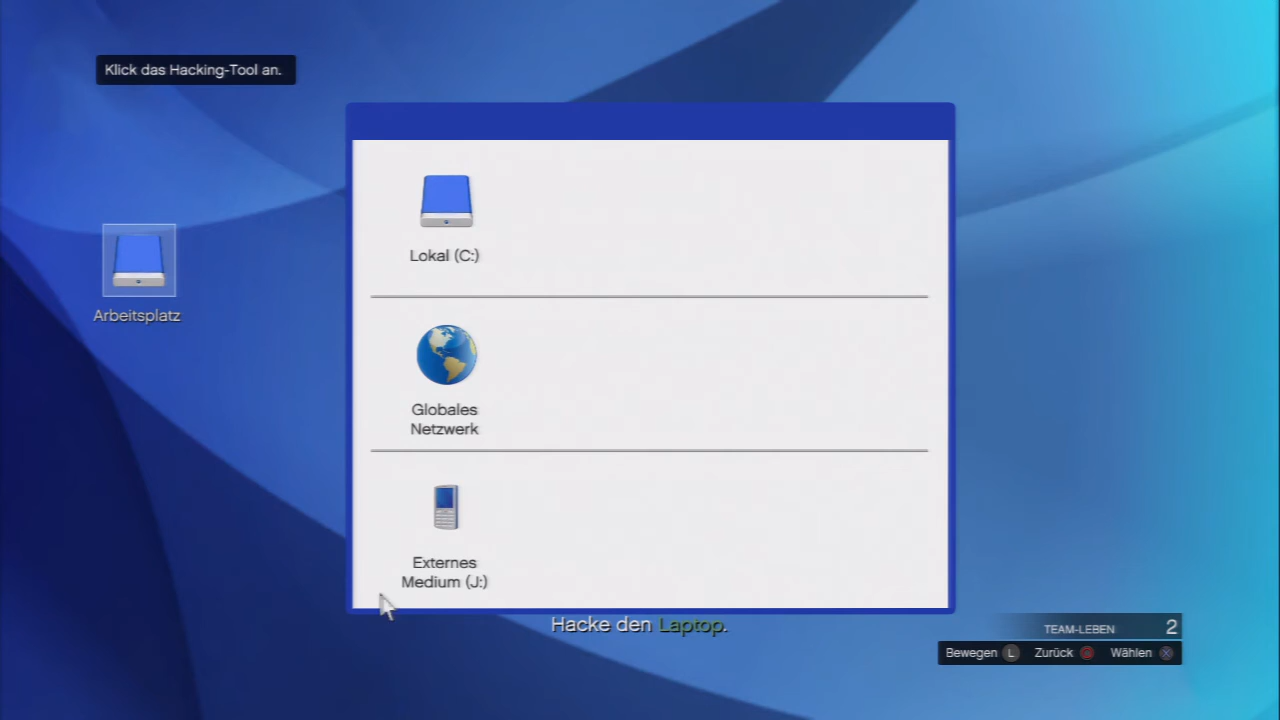 Klick das Hacking-Tool an.
Lokal (C:)
Arbeitsplatz
Globales
Netzwerk
Externes
Medium (J:)
Hacke den Laptop.
TEAM-LEBEN 2
Bewegen L Zurück Wählen